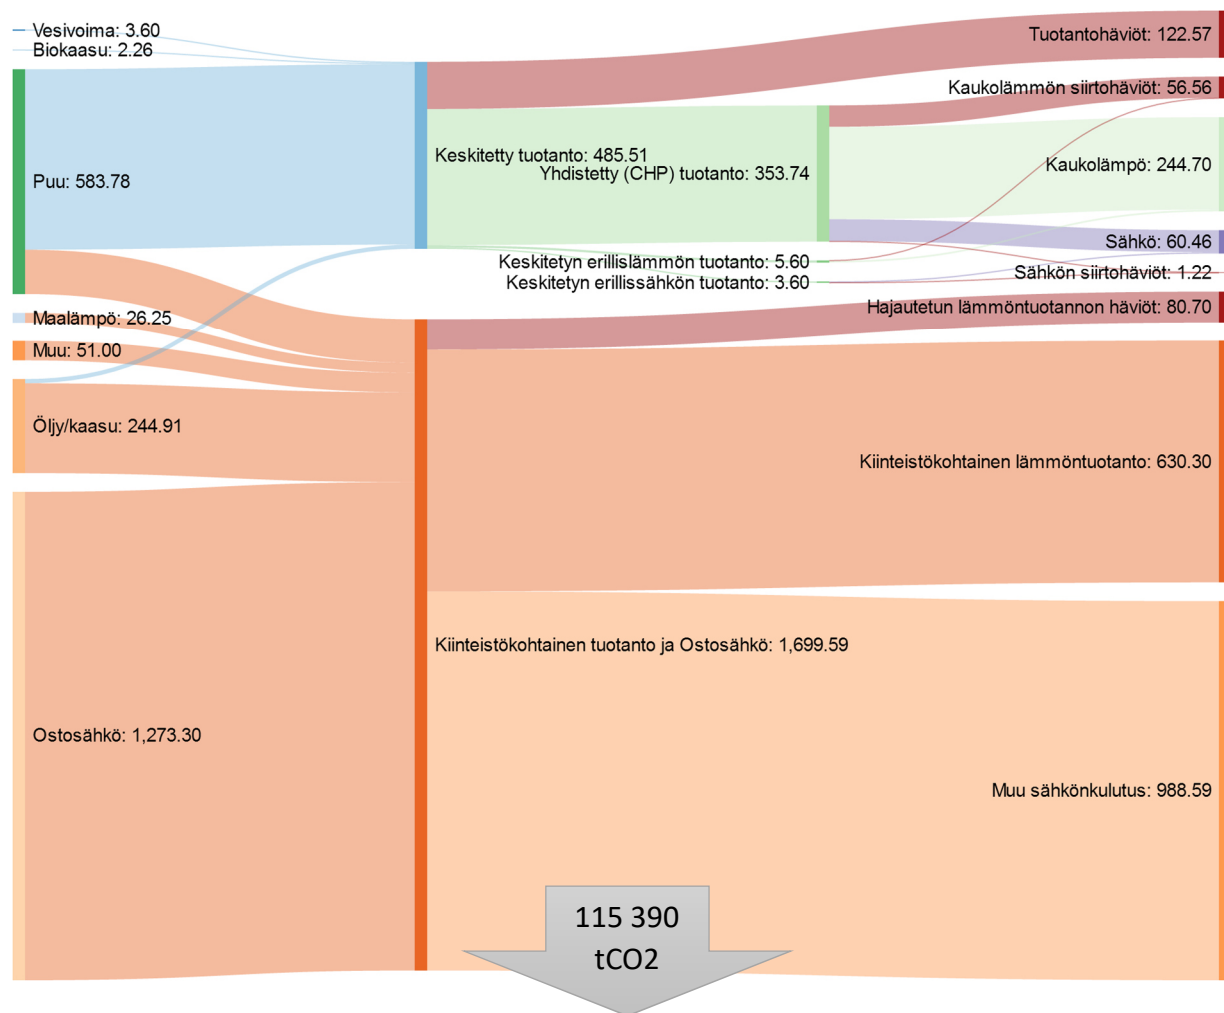 Vesivoima: 3.60
Biokaasu: 2.26
Puu: 583.78
Maalämpö: 26.25
Muu: 51.00
Öljy/kaasu: 244.91
Ostosähkö: 1,273.30
Keskitetty tuotanto: 485.51
Yhdistetty (CHP) tuotanto: 353.74
Keskitetyn erillislämmön tuotanto: 5.60
Keskitetyn erillissähkön tuotanto: 3.60
Kiinteistökohtainen tuotanto ja Ostosähkö: 1,699.59
Tuotantohäviöt: 122.57
Kaukolämmön siirtohäviöt: 56.56
Kaukolämpö: 244.70
Sähkö: 60.46
Sähkön siirtohäviöt: 1.22
Hajautetun lämmöntuotannon häviöt: 80.70
Kiinteistökohtainen lämmöntuotanto: 630.30
Muu sähkönkulutus: 988.59
115 390
tCO2